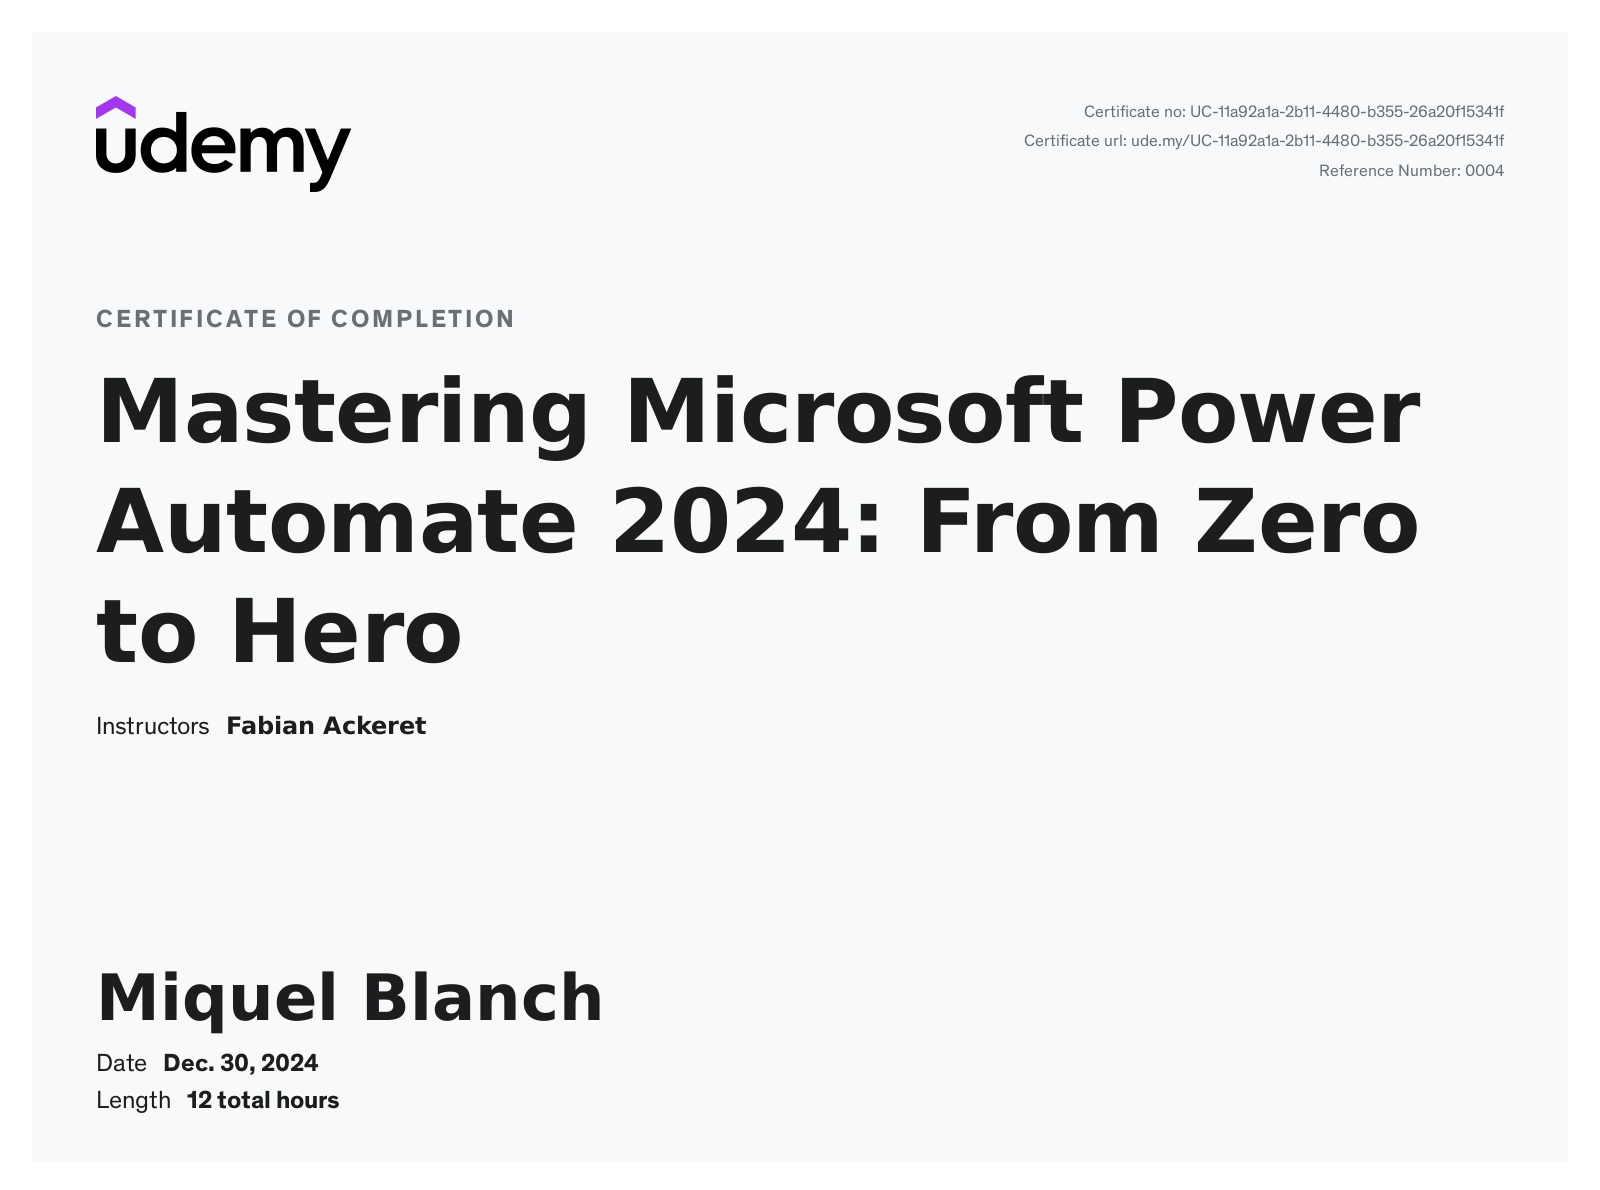 udemy
Certificate no: UC-11a92a1a-2b11-4480-b355-26a20f15341f
Certificate url: ude.my/UC-11a92a1a-2b11-4480-b355-26a20f15341f
Reference Number: 0004
CERTIFICATE OF COMPLETION
Mastering Microsoft Power
Automate 2024: From Zero
to Hero
Instructors Fabian Ackeret
Miquel Blanch
Date Dec. 30, 2024
Length 12 total hours